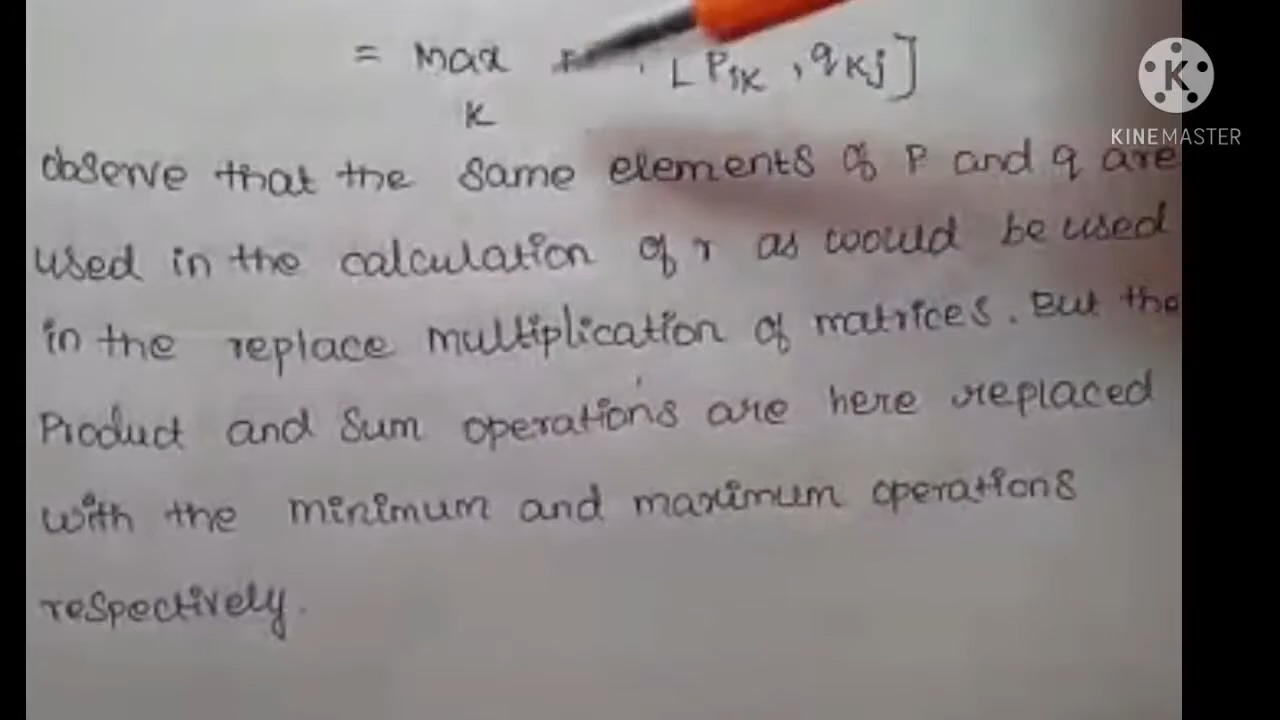 = Max [Pik , qkj]
K
K
KINEMASTER
observe that the same elements of P and q are
used in the calculation of r as would be used
in the replace multiplication of matrices. But the
Product and Sum operations are here replaced
with the minimum and maximum operations
respectively.